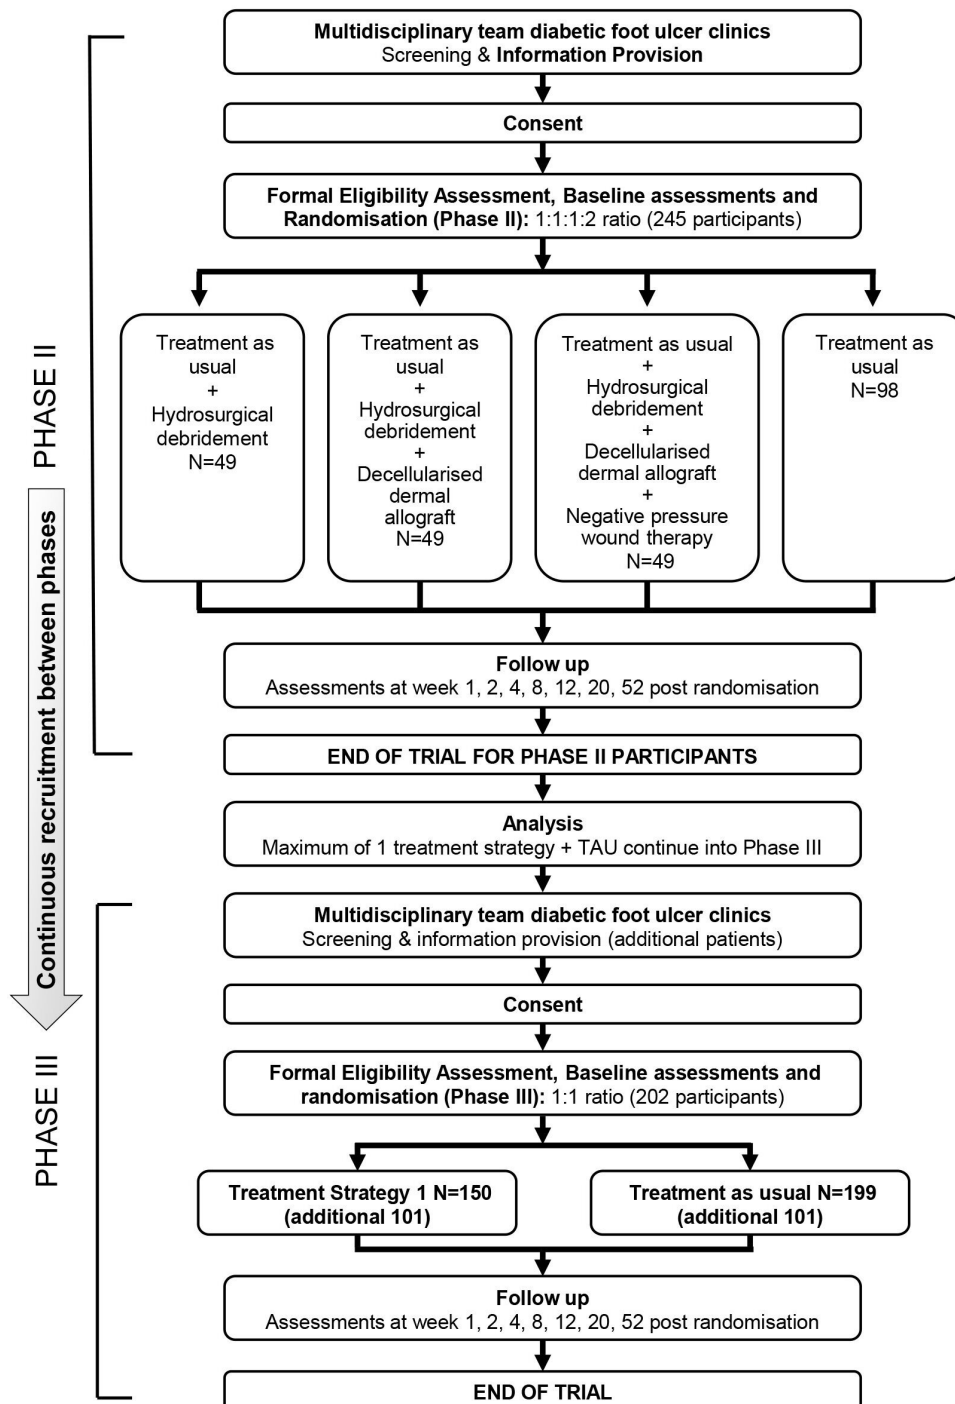 Multidisciplinary team diabetic foot ulcer clinics
Screening & Information Provision
Consent
Formal Eligibility Assessment, Baseline assessments and
Randomisation (Phase II): 1:1:1:2 ratio (245 participants)
PHASE II
Treatment as
usual
+
Hydrosurgical
debridement
N=49
Treatment as
usual
+
Hydrosurgical
debridement
+
Decellularised
dermal
allograft
N=49
Treatment as usual
+
Hydrosurgical
debridement
+
Decellularised
dermal allograft
+
Negative pressure
wound therapy
N=49
Treatment as
usual
N=98
Continuous recruitment between phases
Follow up
Assessments at week 1, 2, 4, 8, 12, 20, 52 post randomisation
END OF TRIAL FOR PHASE II PARTICIPANTS
Analysis
Maximum of 1 treatment strategy + TAU continue into Phase III
PHASE III
Multidisciplinary team diabetic foot ulcer clinics
Screening & information provision (additional patients)
Consent
Formal Eligibility Assessment, Baseline assessments and
randomisation (Phase III): 1:1 ratio (202 participants)
Treatment Strategy 1 N=150
(additional 101)
Treatment as usual N=199
(additional 101)
Follow up
Assessments at week 1, 2, 4, 8, 12, 20, 52 post randomisation
END OF TRIAL